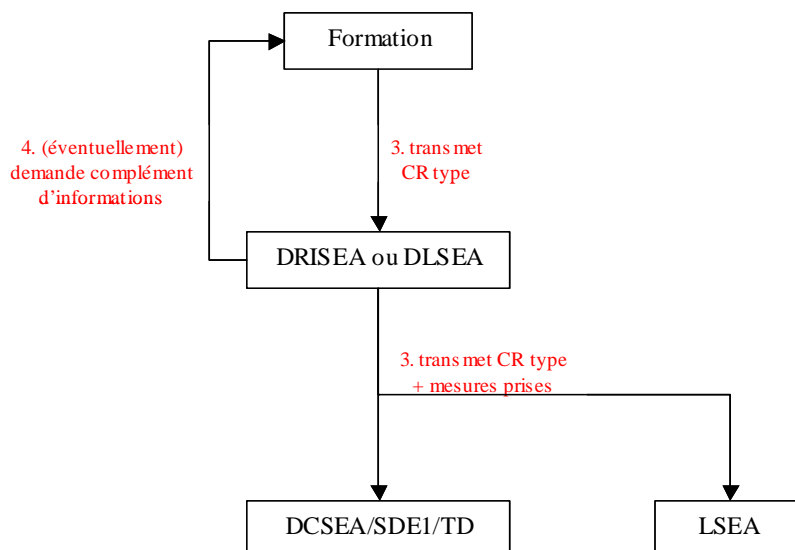 Formation
4. (éventuellement)
demande complément
d'informations
3. transmet
CR type
DRISEA ou DLSEA
3. transmet CR type
+ mesures prises
DCSEA/SDE1/TD
LSEA